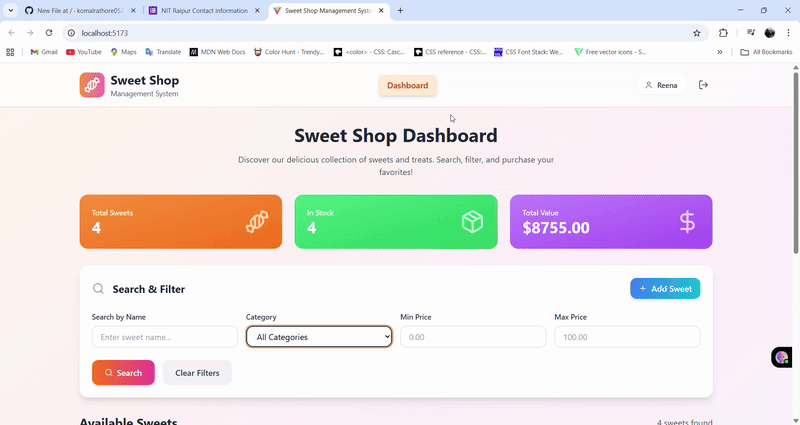 New File at / · komalrathore052
NIT Raipur Contact information
Sweet Shop Management Syste
localhost:5173
Gmail
YouTube
Maps
Translate
MDN Web Docs
Color Hunt - Trendy...
<color> - CSS: Casc...
CSS reference - CSS:...
CSS Font Stack: We...
Free vector icons - S...
All Bookmarks
Sweet Shop
Management System
Dashboard
Reena
Sweet Shop Dashboard
Discover our delicious collection of sweets and treats. Search, filter, and purchase your
favorites!
Total Sweets
4
In Stock
4
Total Value
$8755.00
Search & Filter
+ Add Sweet
Search by Name
Category
Min Price
Max Price
Enter sweet name...
All Categories
0.00
100.00
Search
Clear Filters
Available Sweets
4 sweets found